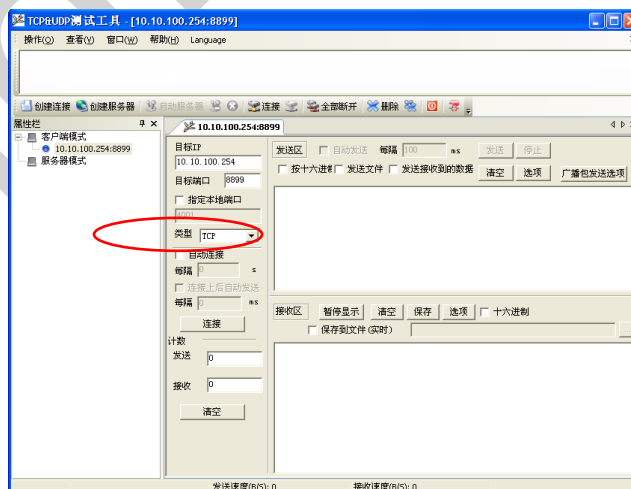 TCP&UDP测试工具 - [10.10.100.254:8899]
操作(O) 查看(V) 窗口(W) 帮助(H) Language
创建连接 创建服务器 启动服务器 连接 全部断开 删除
属性栏
10.10.100.254:8899
客户端模式
10.10.100.254:8899
服务器模式
目标IP
10.10.100.254
目标端口 8899
指定本地端口
4001
类型 TCP
自动连接
每隔 0 s
连接上后自动发送
每隔 0 ms
连接
计数
发送 0
接收 0
清空
发送区 自动发送 每隔 100 ms 发送 停止
按十六进制 发送文件 发送接收到的数据 清空 选项 广播包发送选项
接收区 暂停显示 清空 保存 选项 十六进制
保存到文件(实时)
发送速度(B/S): 0 接收速度(B/S): 0